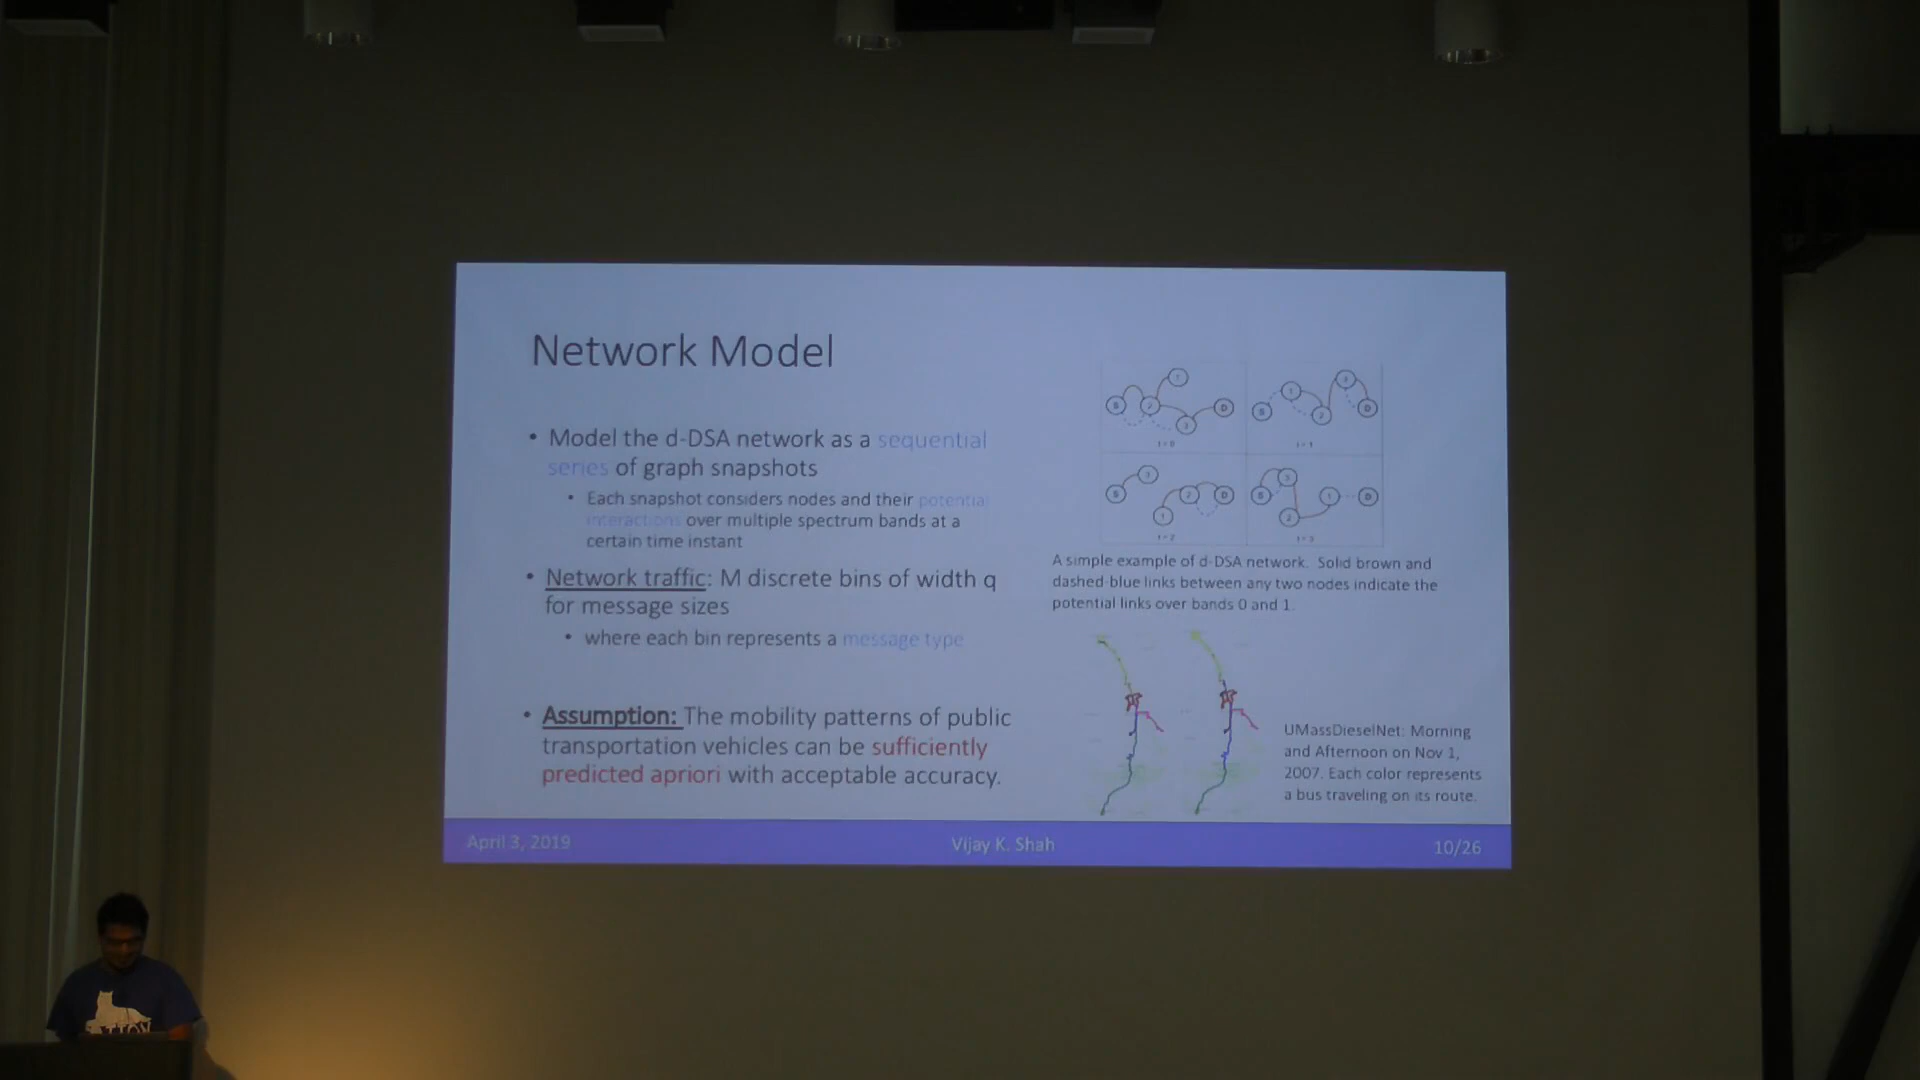 Network Model
• Model the d-DSA network as a sequential
series of graph snapshots
• Each snapshot considers nodes and their potential
interactions over multiple spectrum bands at a
certain time instant
• Network traffic: M discrete bins of width q
for message sizes
• where each bin represents a message type
• Assumption: The mobility patterns of public
transportation vehicles can be sufficiently
predicted apriori with acceptable accuracy.
A simple example of d-DSA network. Solid brown and
dashed blue links between any two nodes indicate the
potential links over bands 0 and 1.
UMassDieselNet: Morning
and Afternoon on Nov 1,
2007. Each color represents
a bus traveling on its route.
April 3, 2019
Vijay K. Shah
10/26